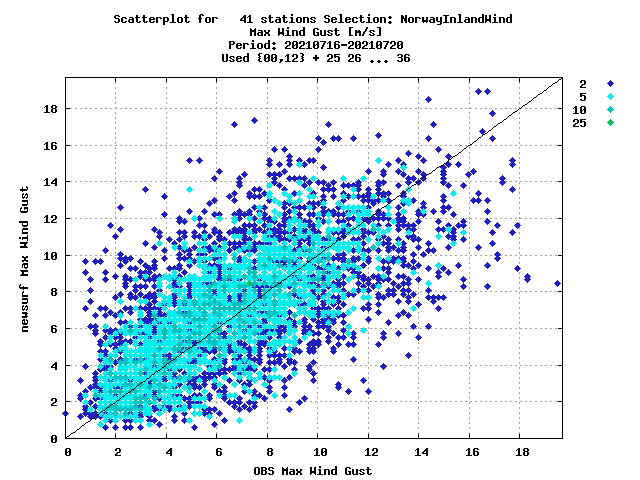 Scatterplot for   41 stations Selection: NorwayInlandWind
Max Wind Gust [m/s]
Period: 20210716-20210720
Used {00,12} + 25 26 ... 36
2
5
10
25
newsurf Max Wind Gust
18
16
14
12
10
8
6
4
2
0
0 2 4 6 8 10 12 14 16 18
OBS Max Wind Gust